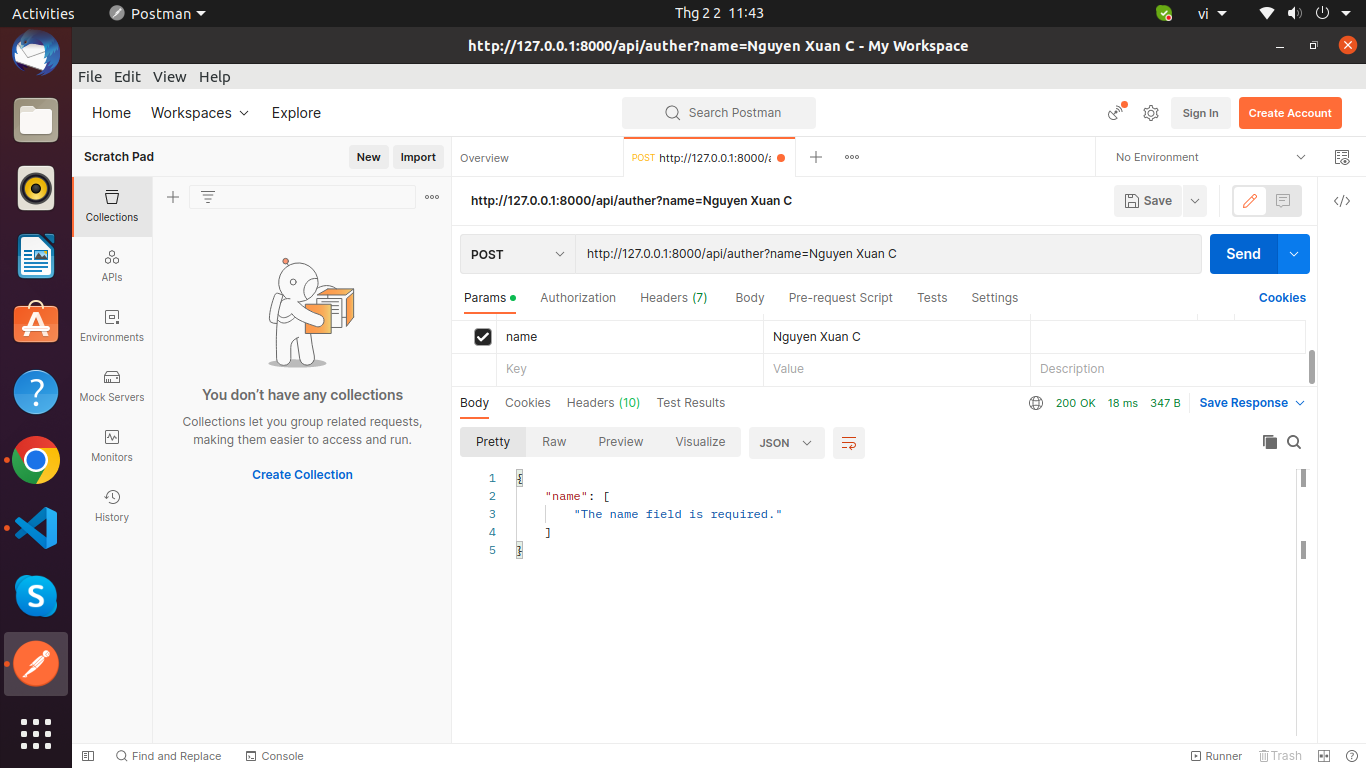 Activities Postman Thg 2 2 11:43 vi
http://127.0.0.1:8000/api/auther?name=Nguyen Xuan C - My Workspace
File Edit View Help
Home Workspaces Explore Search Postman Sign In Create Account
Scratch Pad New Import Overview POST http://127.0.0.1:8000/a No Environment
Collections
APIs
Environments
Mock Servers
Monitors
History
You don't have any collections
Collections let you group related requests,
making them easier to access and run.
Create Collection
http://127.0.0.1:8000/api/auther?name=Nguyen Xuan C Save
POST http://127.0.0.1:8000/api/auther?name=Nguyen Xuan C Send
Params Authorization Headers (7) Body Pre-request Script Tests Settings Cookies
name Nguyen Xuan C
Key Value Description
Body Cookies Headers (10) Test Results 200 OK 18 ms 347 B Save Response
Pretty Raw Preview Visualize JSON
1 {
2 "name": [
3 "The name field is required."
4 ]
5 }
Find and Replace Console Runner Trash